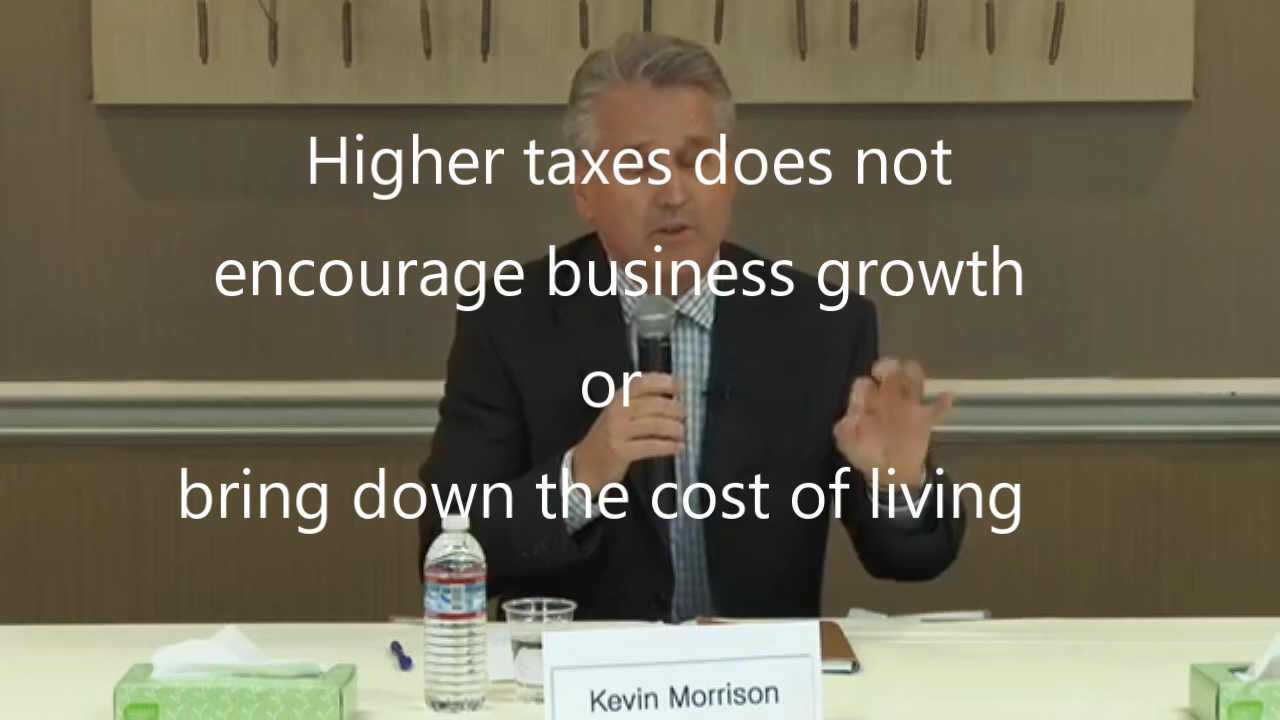 Higher taxes does not
encourage business growth
or
bring down the cost of living
Kevin Morrison